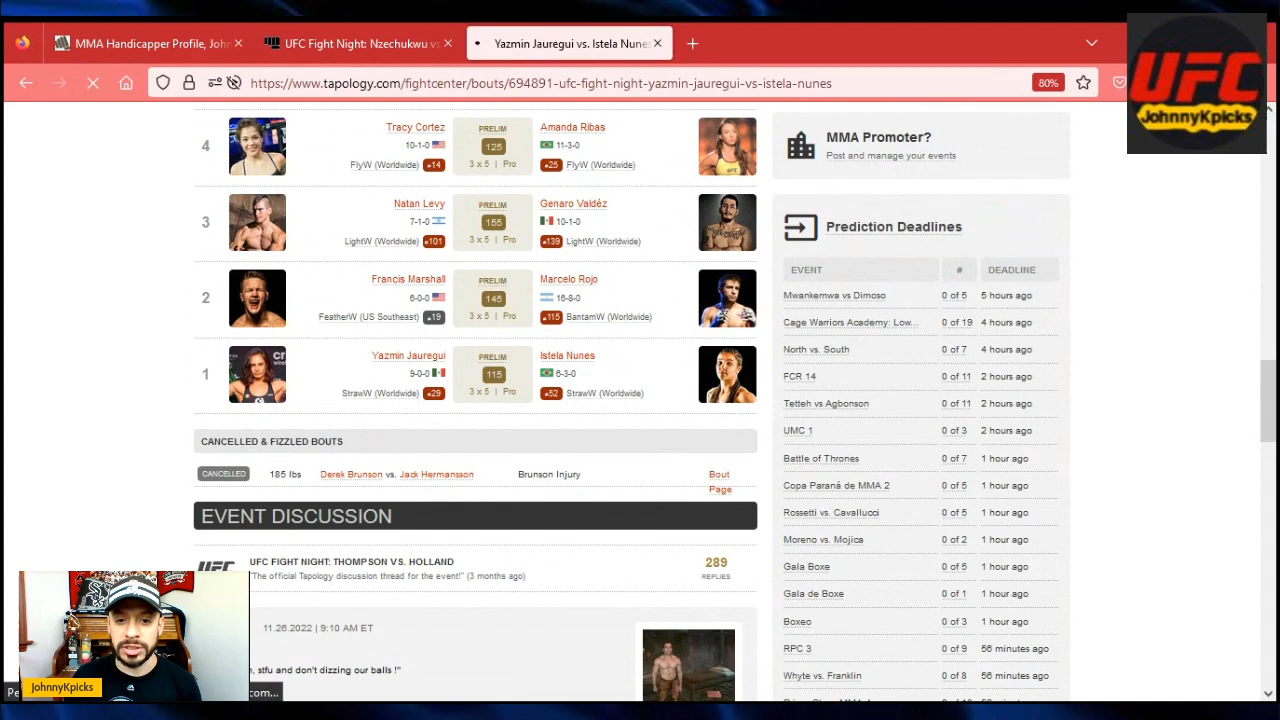 MMA Handicapper Profile, Joh
UFC Fight Night: Nzechukwu vs
Yazmin Jauregui vs. Istela Nune
https://www.tapology.com/fightcenter/bouts/694891-ufc-fight-night-yazmin-jauregui-vs-istela-nunes
80%
UFC
JohnnyKpicks
4
Tracy Cortez
10-1-0
FlyW (Worldwide) 14
PRELIM
125
3 x 5 | Pro
Amanda Ribas
11-3-0
25 FlyW (Worldwide)
3
Natan Levy
7-1-0
LightW (Worldwide) 101
PRELIM
155
3 x 5 | Pro
Genaro Valdéz
10-1-0
139 LightW (Worldwide)
2
Francis Marshall
6-0-0
FeatherW (US Southeast) 19
PRELIM
145
3 x 5 | Pro
Marcelo Rojo
16-8-0
115 BantamW (Worldwide)
1
Yazmin Jauregui
9-0-0
StrawW (Worldwide) 29
PRELIM
115
3 x 5 | Pro
Istela Nunes
6-3-0
52 StrawW (Worldwide)
CANCELLED & FIZZLED BOUTS
CANCELLED 185 lbs Derek Brunson vs. Jack Hermansson Brunson Injury Bout
Page
EVENT DISCUSSION
UFC
UFC FIGHT NIGHT: THOMPSON VS. HOLLAND
"The official Tapology discussion thread for the event!" (3 months ago)
289
REPLIES
11.26.2022 | 9:10 AM ET
, stfu and don't dizzing our balls !"
com...
JohnnyKpicks
MMA Promoter?
Post and manage your events
Prediction Deadlines
EVENT # DEADLINE
Mwankemwa vs Dimoso 0 of 5 5 hours ago
Cage Warriors Academy: Low... 0 of 19 4 hours ago
North vs. South 0 of 7 4 hours ago
FCR 14 0 of 11 2 hours ago
Tetteh vs Agbonson 0 of 11 2 hours ago
UMC 1 0 of 3 2 hours ago
Battle of Thrones 0 of 7 1 hour ago
Copa Paraná de MMA 2 0 of 5 1 hour ago
Rossetti vs. Cavallucci 0 of 5 1 hour ago
Moreno vs. Mojica 0 of 2 1 hour ago
Gala Boxe 0 of 5 1 hour ago
Gala de Boxe 0 of 1 1 hour ago
Boxeo 0 of 3 1 hour ago
RPC 3 0 of 9 56 minutes ago
Whyte vs. Franklin 0 of 8 56 minutes ago